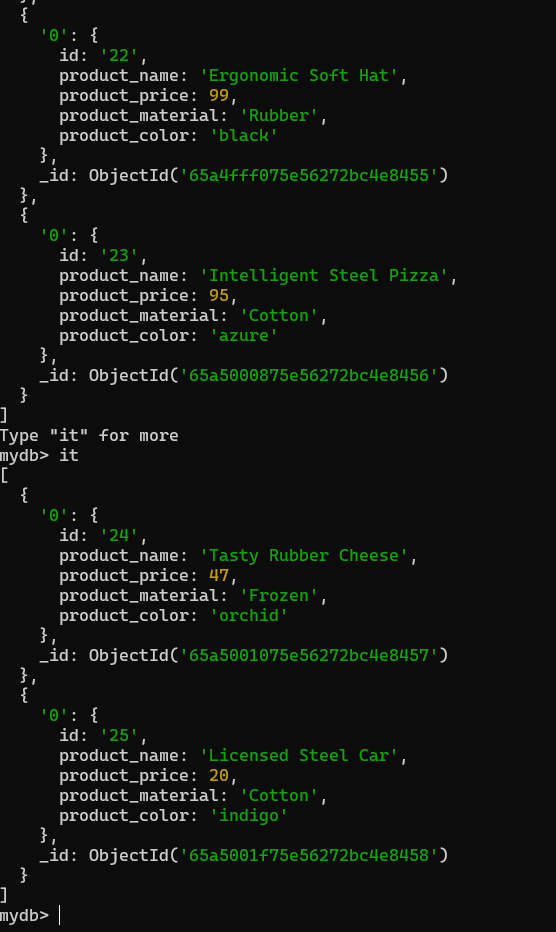 },
{
'0': {
id: '22',
product_name: 'Ergonomic Soft Hat',
product_price: 99,
product_material: 'Rubber',
product_color: 'black'
},
_id: ObjectId('65a4fff075e56272bc4e8455')
},
{
'0': {
id: '23',
product_name: 'Intelligent Steel Pizza',
product_price: 95,
product_material: 'Cotton',
product_color: 'azure'
},
_id: ObjectId('65a5000875e56272bc4e8456')
}
]
Type "it" for more
mydb> it
[
{
'0': {
id: '24',
product_name: 'Tasty Rubber Cheese',
product_price: 47,
product_material: 'Frozen',
product_color: 'orchid'
},
_id: ObjectId('65a5001075e56272bc4e8457')
},
{
'0': {
id: '25',
product_name: 'Licensed Steel Car',
product_price: 20,
product_material: 'Cotton',
product_color: 'indigo'
},
_id: ObjectId('65a5001f75e56272bc4e8458')
}
]
mydb>